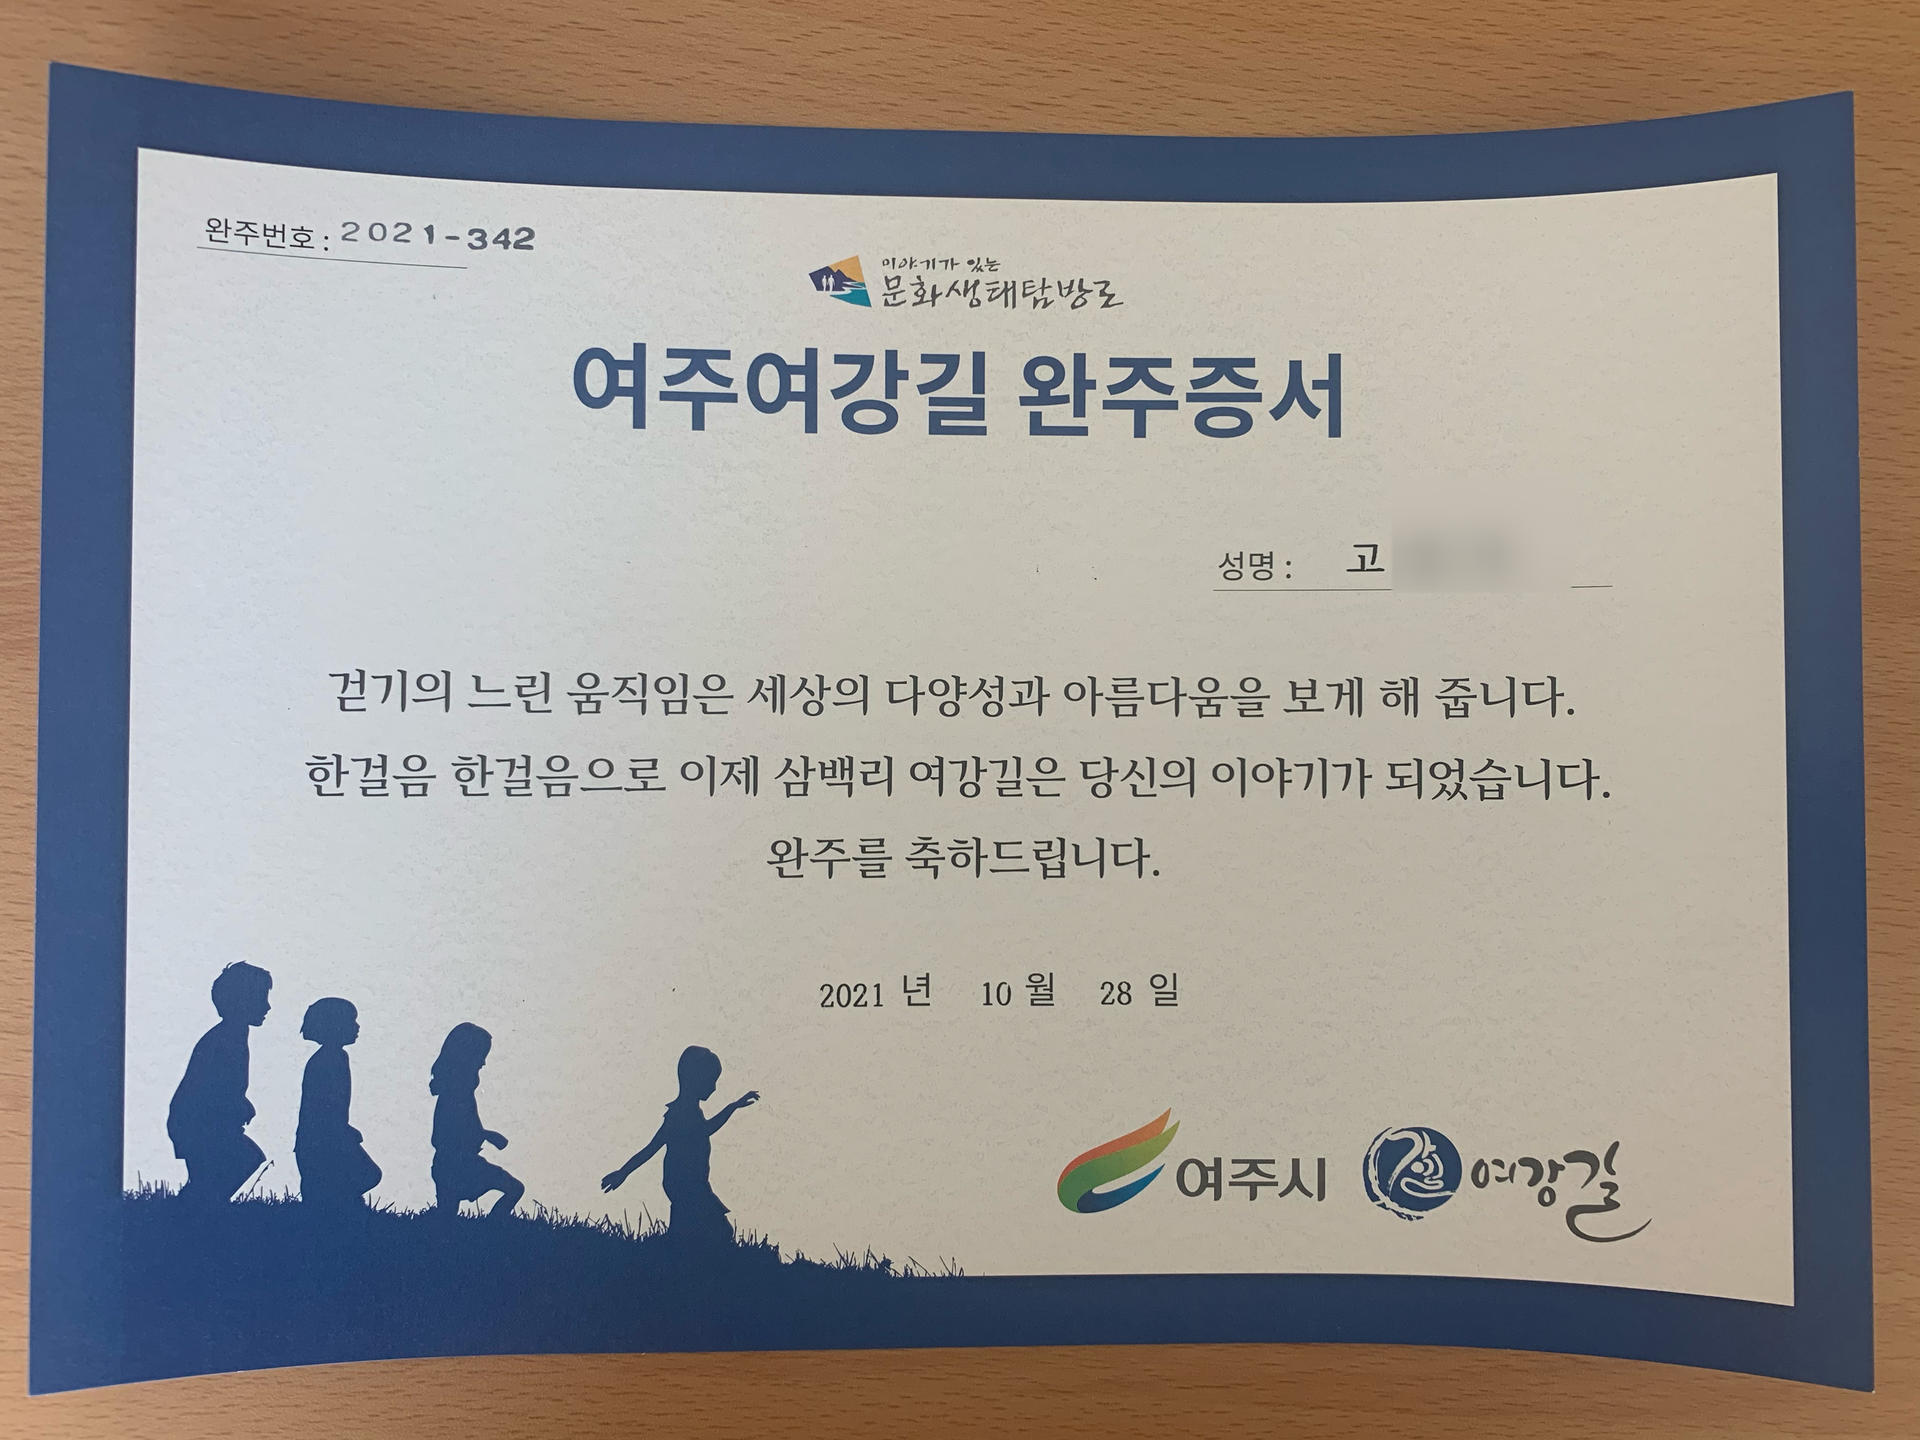 완주번호 : 2021-342
이야기가 있는
문화생태탐방로
여주여강길 완주증서
성명 : 고
걷기의 느린 움직임은 세상의 다양성과 아름다움을 보게 해 줍니다.
한걸음 한걸음으로 이제 삼백리 여강길은 당신의 이야기가 되었습니다.
완주를 축하드립니다.
2021 년 10 월 28 일
여주시 여강길